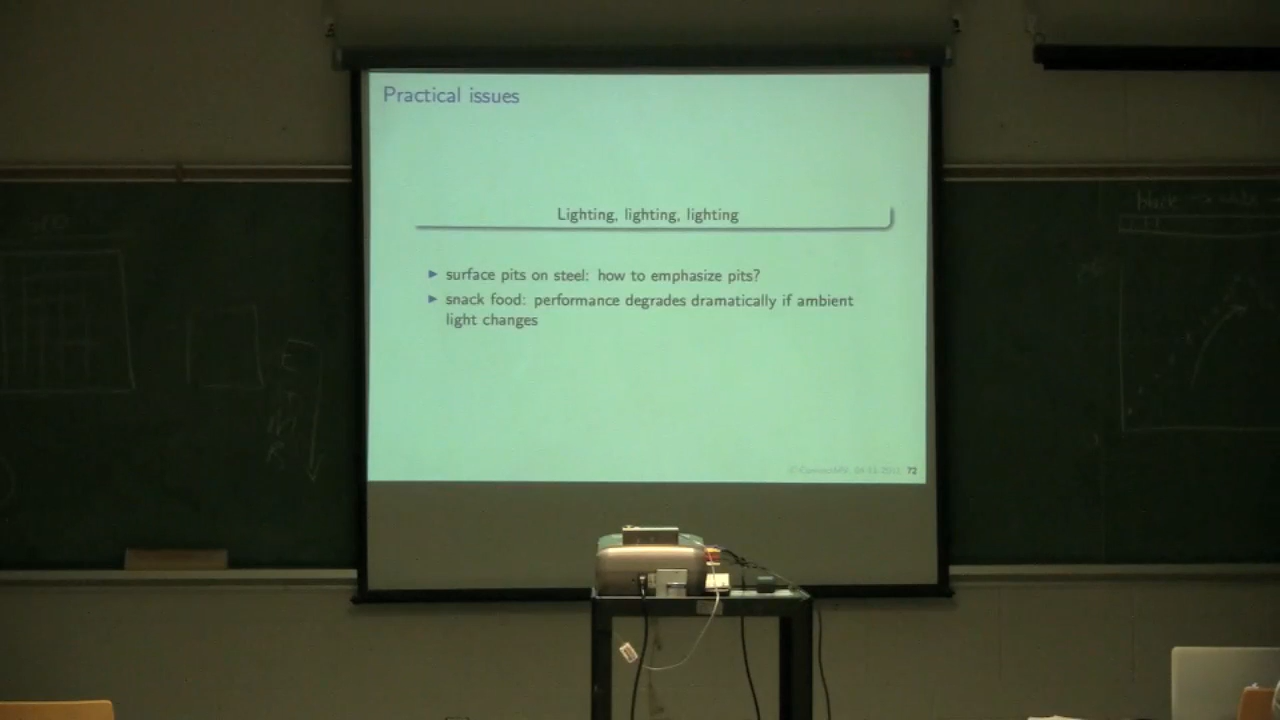 Practical issues
Lighting, lighting, lighting
surface pits on steel: how to emphasize pits?
snack food: performance degrades dramatically if ambient
light changes
72
black